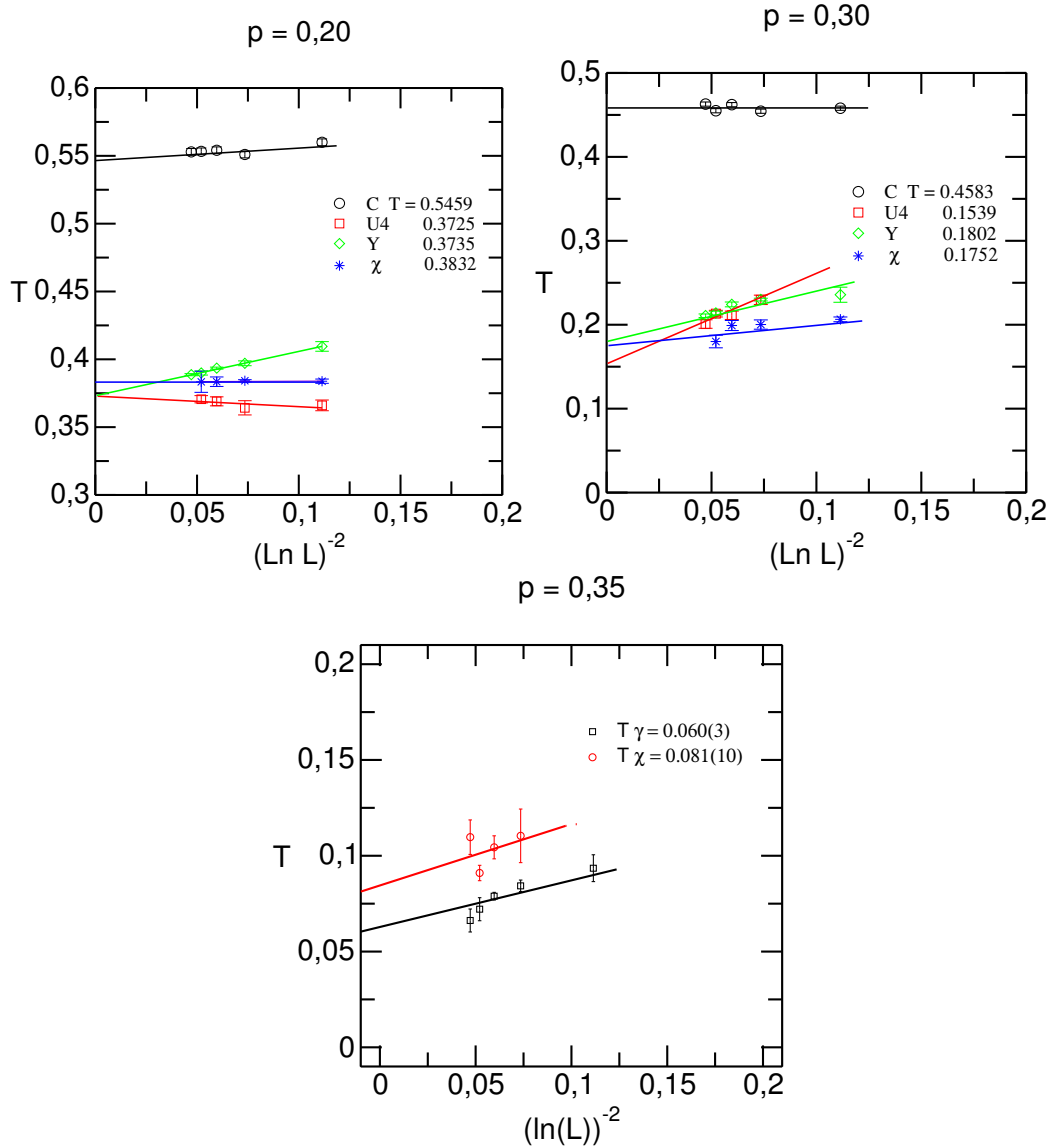 p = 0,20
0,6
0,55
0,5
0,45
0,4
0,35
0,3
T
C T = 0.5459
U4 0.3725
Y 0.3735
χ 0.3832
0 0,05 0,1 0,15 0,2
(Ln L)⁻²
p = 0,30
0,5
0,4
0,3
0,2
0,1
0
T
C T = 0.4583
U4 0.1539
Y 0.1802
χ 0.1752
0 0,05 0,1 0,15 0,2
(Ln L)⁻²
p = 0,35
0,2
0,15
0,1
0,05
0
T
T γ = 0.060(3)
T χ = 0.081(10)
0 0,05 0,1 0,15 0,2
(ln(L))⁻²